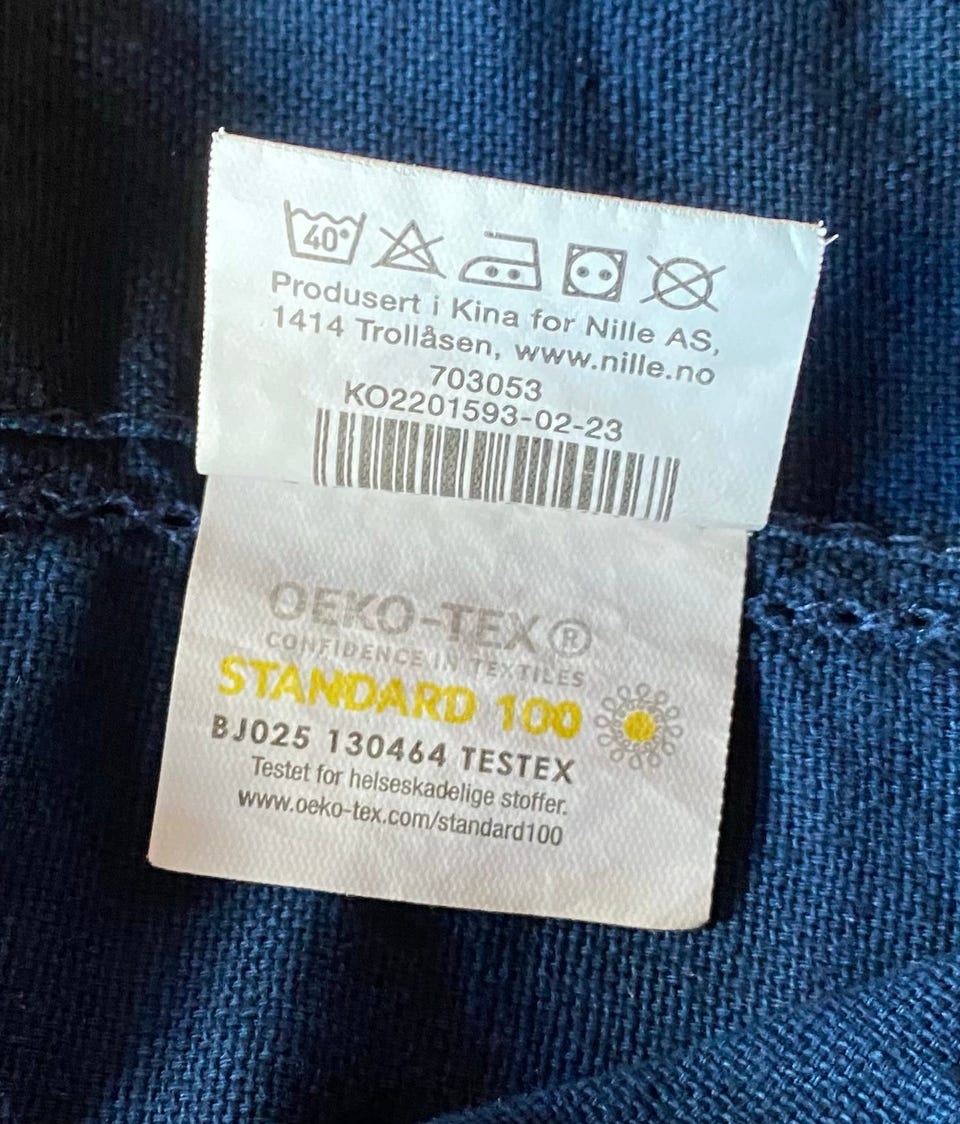 40°
Produsert i Kina for Nille AS,
1414 Trollåsen, www.nille.no
703053
KO2201593-02-23
OEKO-TEX®
CONFIDENCE IN TEXTILES
STANDARD 100
BJ025 130464 TESTEX
Testet for helseskadelige stoffer.
www.oeko-tex.com/standard100